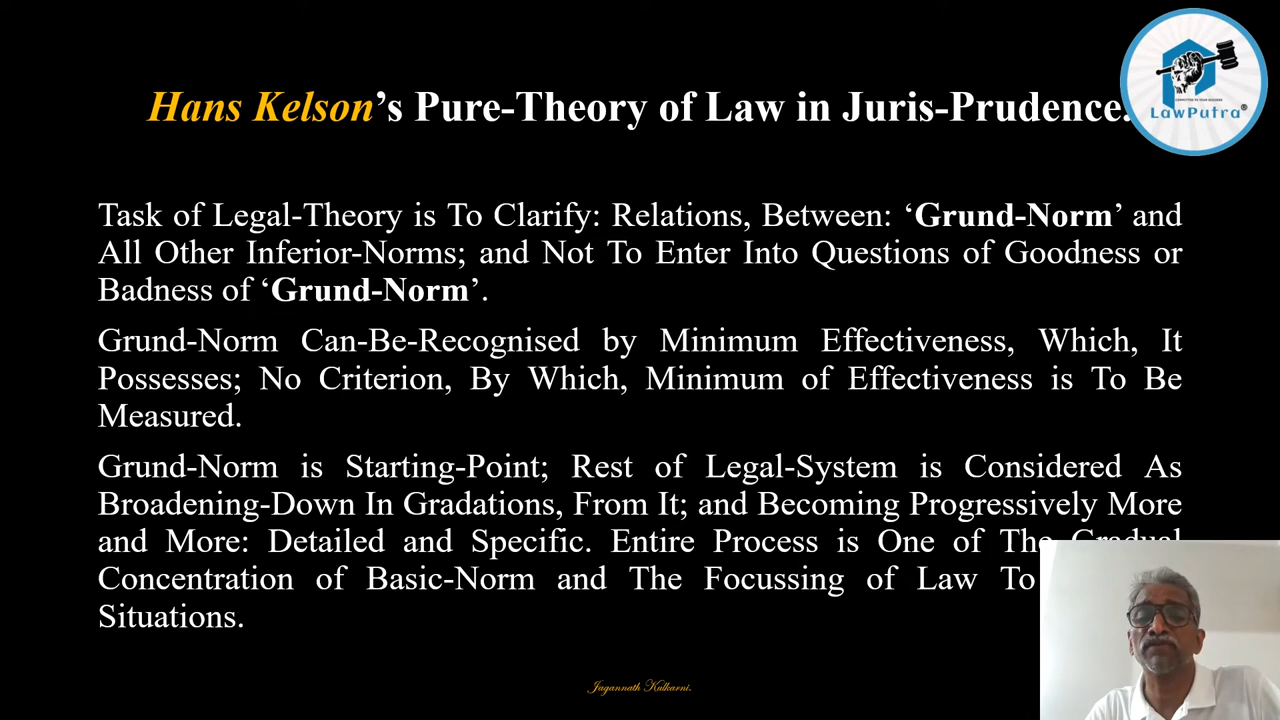 Hans Kelson's Pure-Theory of Law in Juris-Prudence.
COMMITTED TO YOUR SUCCESS
LawPutra®
Task of Legal-Theory is To Clarify: Relations, Between: ‘Grund-Norm’ and
All Other Inferior-Norms; and Not To Enter Into Questions of Goodness or
Badness of ‘Grund-Norm’.
Grund-Norm Can-Be-Recognised by Minimum Effectiveness, Which, It
Possesses; No Criterion, By Which, Minimum of Effectiveness is To Be
Measured.
Grund-Norm is Starting-Point; Rest of Legal-System is Considered As
Broadening-Down In Gradations, From It; and Becoming Progressively More
and More: Detailed and Specific. Entire Process is One of The Gradual
Concentration of Basic-Norm and The Focussing of Law To
Situations.
Jagannath Kulkarni.